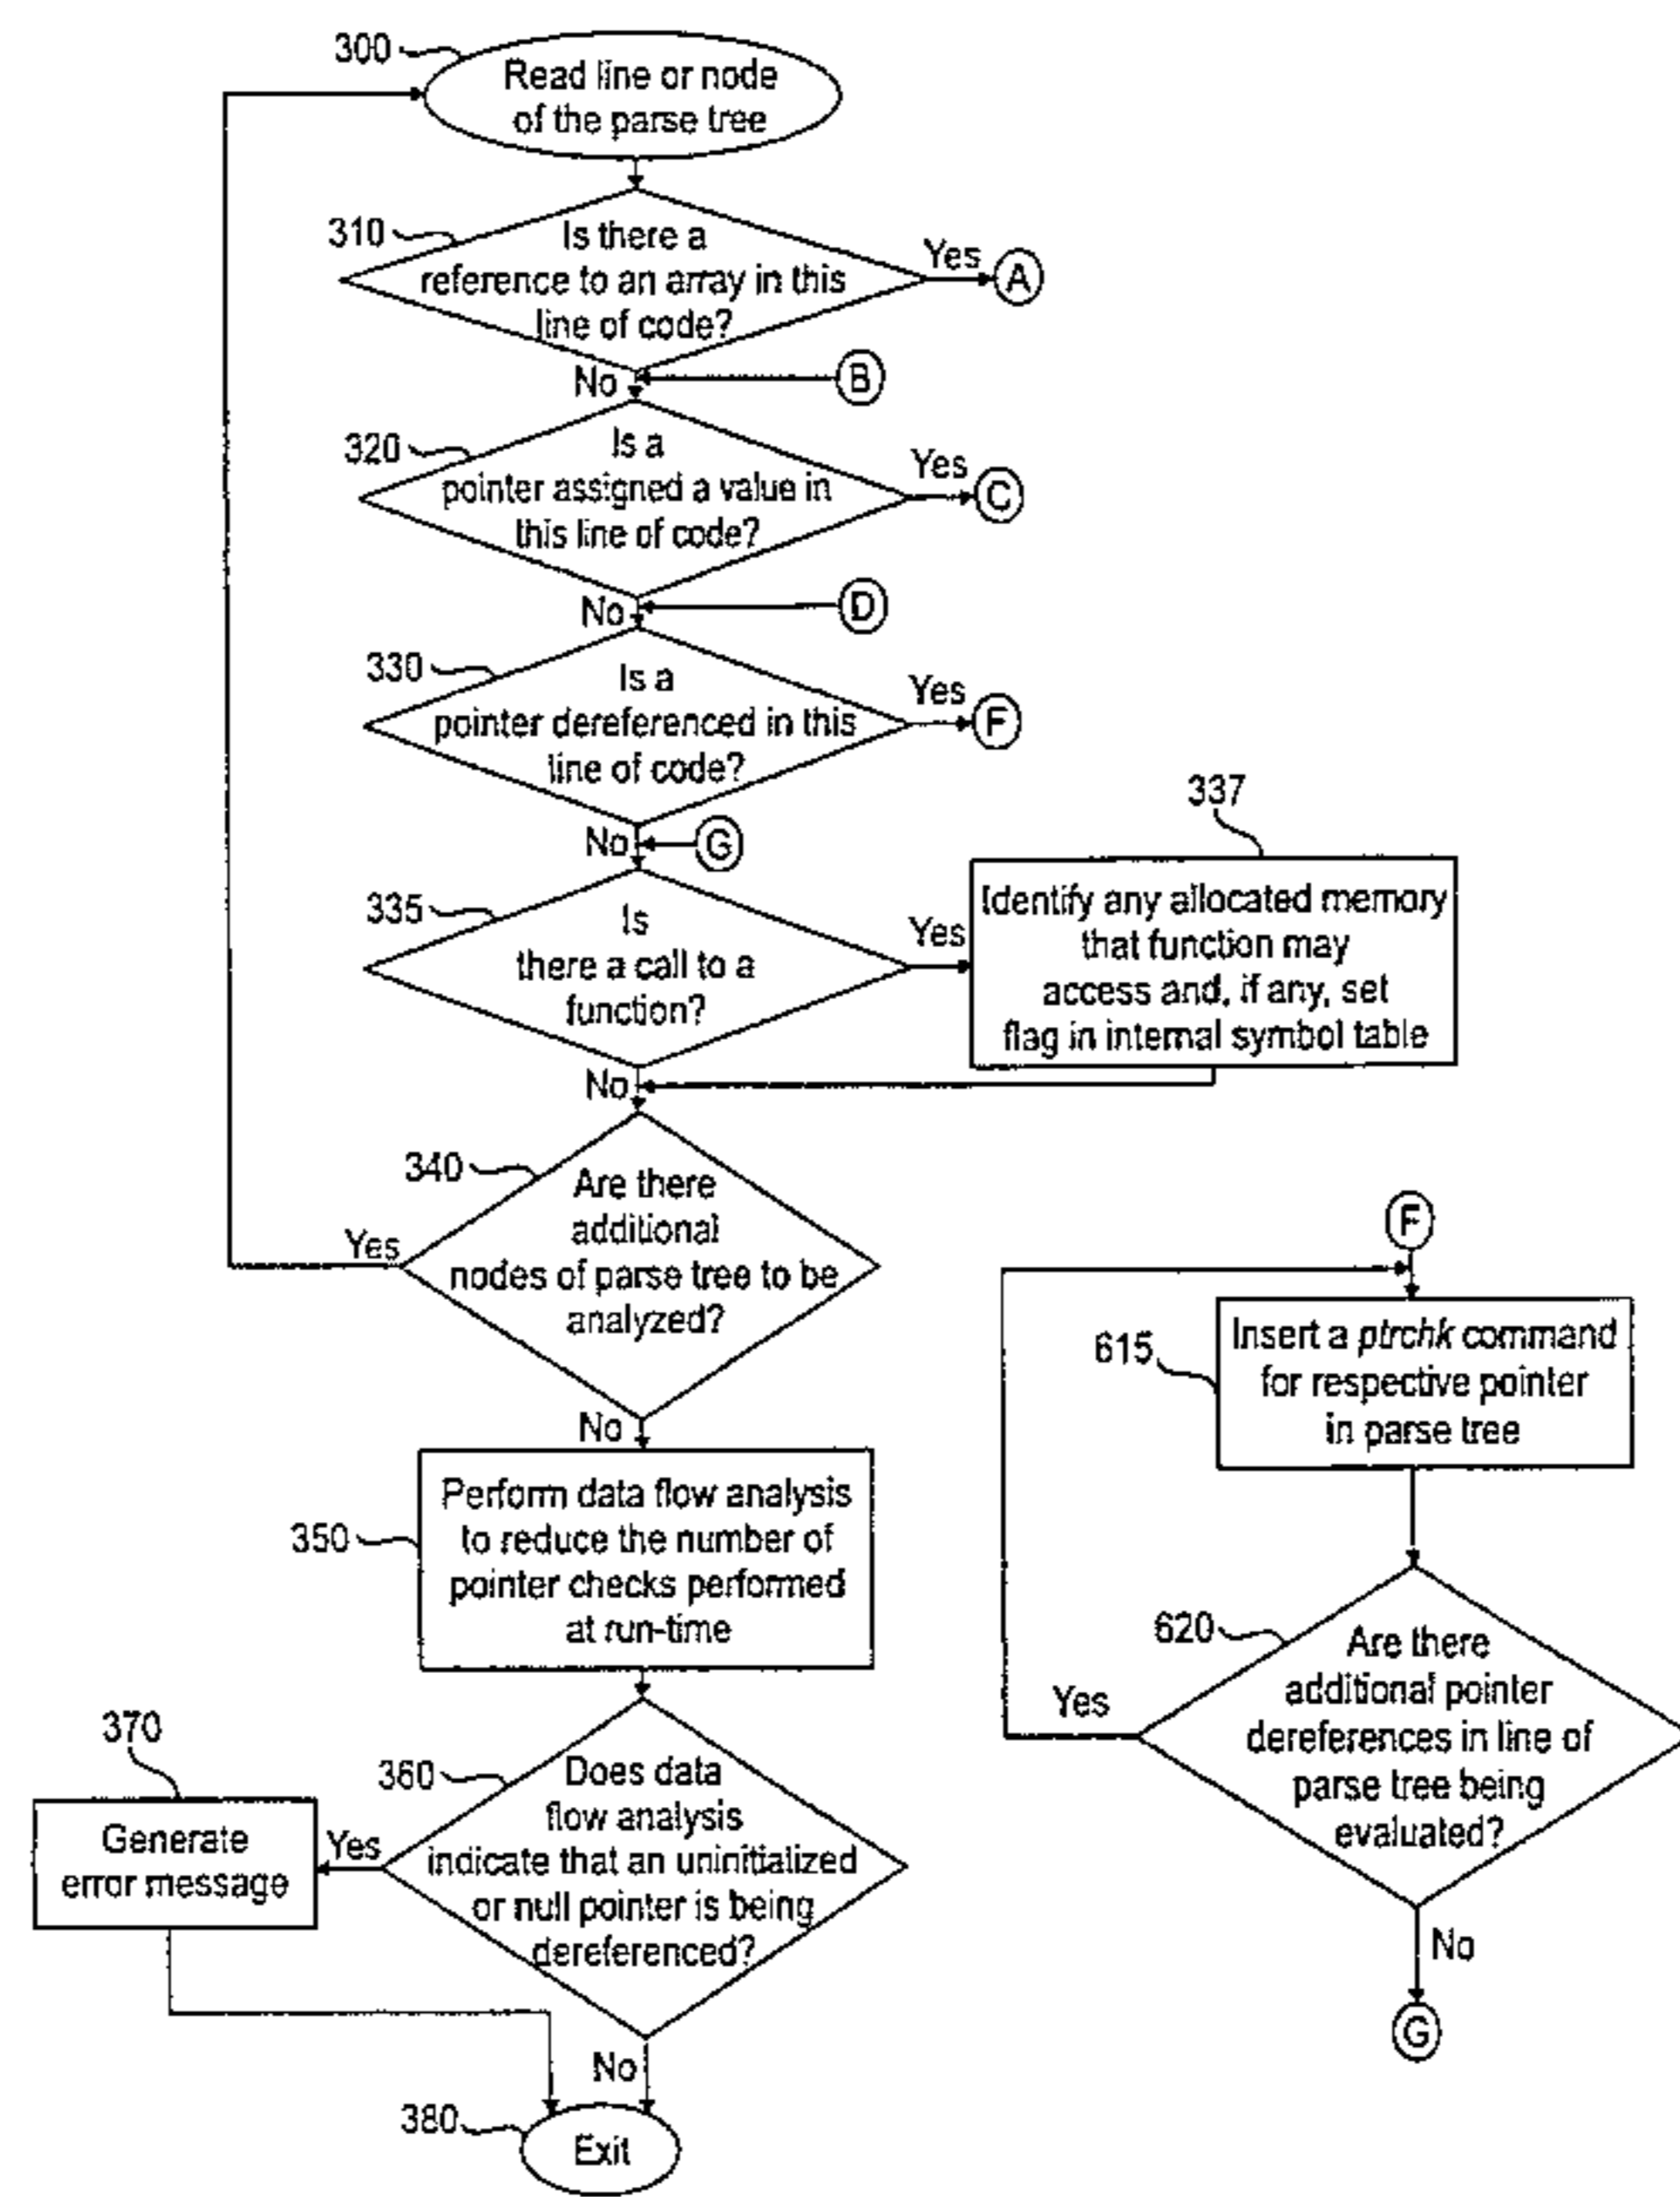 300
Read line or node
of the parse tree
310
Is there a
reference to an array in this
line of code?
Yes
A
No
B
320
Is a
pointer assigned a value in
this line of code?
Yes
C
No
D
330
Is a
pointer dereferenced in this
line of code?
Yes
F
No
G
335
Is
there a call to a
function?
Yes
337
Identify any allocated memory
that function may
access and, if any, set
flag in internal symbol table
No
340
Are there
additional
nodes of parse tree to be
analyzed?
Yes
No
350
Perform data flow analysis
to reduce the number of
pointer checks performed
at run-time
360
Does data
flow analysis
indicate that an uninitialized
or null pointer is being
dereferenced?
Yes
370
Generate
error message
No
380
Exit
F
615
Insert a ptrchk command
for respective pointer
in parse tree
620
Are there
additional pointer
dereferences in line of
parse tree being
evaluated?
Yes
No
G